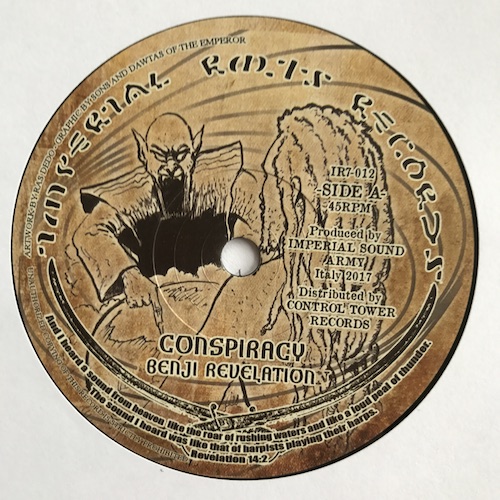 ARTWORK BY RAS DEBO - GRAPHIC BY SONS AND DAWTAS OF THE EMPEROR
IMPERIAL ROOTS RECORDS
IR7-012
-SIDE A-
45RPM
Produced by
IMPERIAL SOUND
ARMY
Italy 2017
Distributed by
CONTROL TOWER
RECORDS
CONSPIRACY
BENJI REVELATION
And I heard a sound from heaven like the roar of rushing waters and like a loud peal of thunder.
The sound I heard was like that of harpists playing their harps.
Revelation 14:2